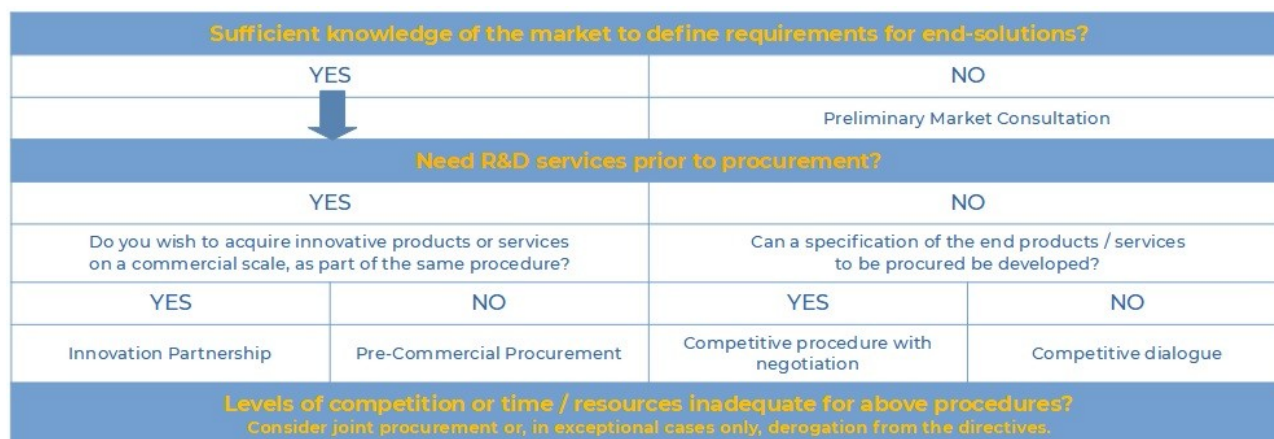 Sufficient knowledge of the market to define requirements for end-solutions?
YES
NO
Preliminary Market Consultation
Need R&D services prior to procurement?
YES
NO
Do you wish to acquire innovative products or services
on a commercial scale, as part of the same procedure?
Can a specification of the end products / services
to be procured be developed?
YES
NO
YES
NO
Innovation Partnership
Pre-Commercial Procurement
Competitive procedure with
negotiation
Competitive dialogue
Levels of competition or time / resources inadequate for above procedures?
Consider joint procurement or, in exceptional cases only, derogation from the directives.